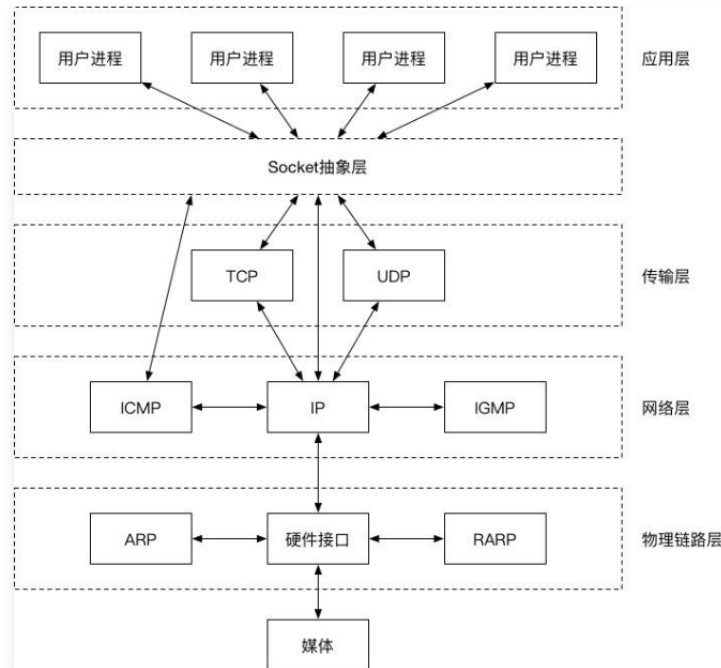 用户进程 用户进程 用户进程 用户进程 应用层
Socket抽象层
TCP UDP 传输层
ICMP IP IGMP 网络层
ARP 硬件接口 RARP 物理链路层
媒体